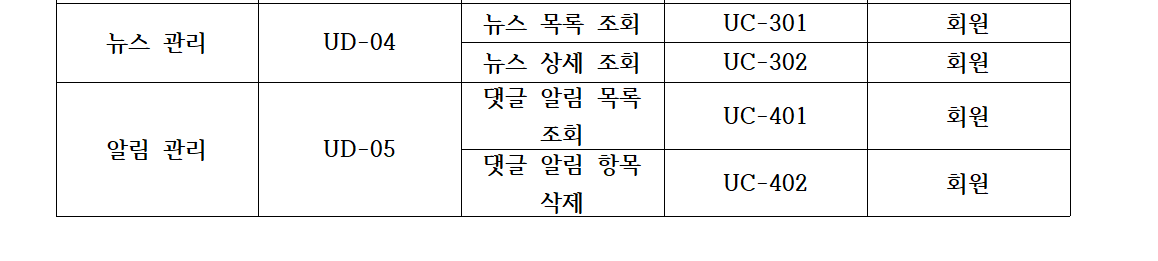 뉴스 관리 UD-04 뉴스 목록 조회 UC-301 회원
뉴스 상세 조회 UC-302 회원
알림 관리 UD-05 댓글 알림 목록
조회 UC-401 회원
댓글 알림 항목
삭제 UC-402 회원